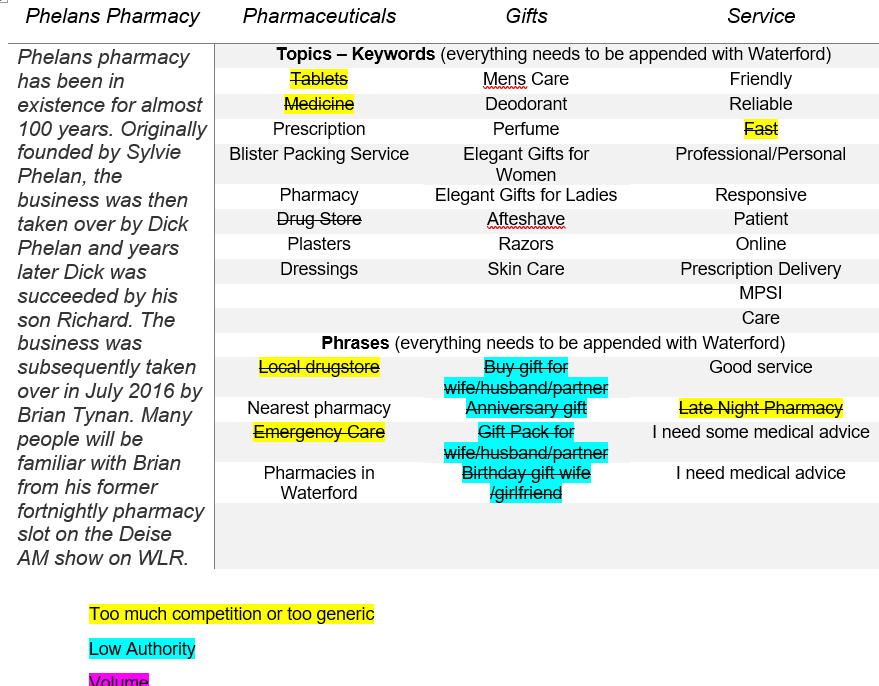 Phelans Pharmacy Pharmaceuticals Gifts Service
Phelans pharmacy
has been in
existence for almost
100 years. Originally
founded by Sylvie
Phelan, the
business was then
taken over by Dick
Phelan and years
later Dick was
succeeded by his
son Richard. The
business was
subsequently taken
over in July 2016 by
Brian Tynan. Many
people will be
familiar with Brian
from his former
fortnightly pharmacy
slot on the Deise
AM show on WLR.
Topics – Keywords (everything needs to be appended with Waterford)
Tablets Mens Care Friendly
Medicine Deodorant Reliable
Prescription Perfume Fast
Blister Packing Service Elegant Gifts for Professional/Personal
Women
Pharmacy Elegant Gifts for Ladies Responsive
Drug Store Afteshave Patient
Plasters Razors Online
Dressings Skin Care Prescription Delivery
MPSI
Care
Phrases (everything needs to be appended with Waterford)
Local drugstore Buy gift for Good service
wife/husband/partner
Nearest pharmacy Anniversary gift Late Night Pharmacy
Emergency Care Gift Pack for I need some medical advice
wife/husband/partner
Pharmacies in Birthday gift wife I need medical advice
Waterford /girlfriend
Too much competition or too generic
Low Authority
Volume